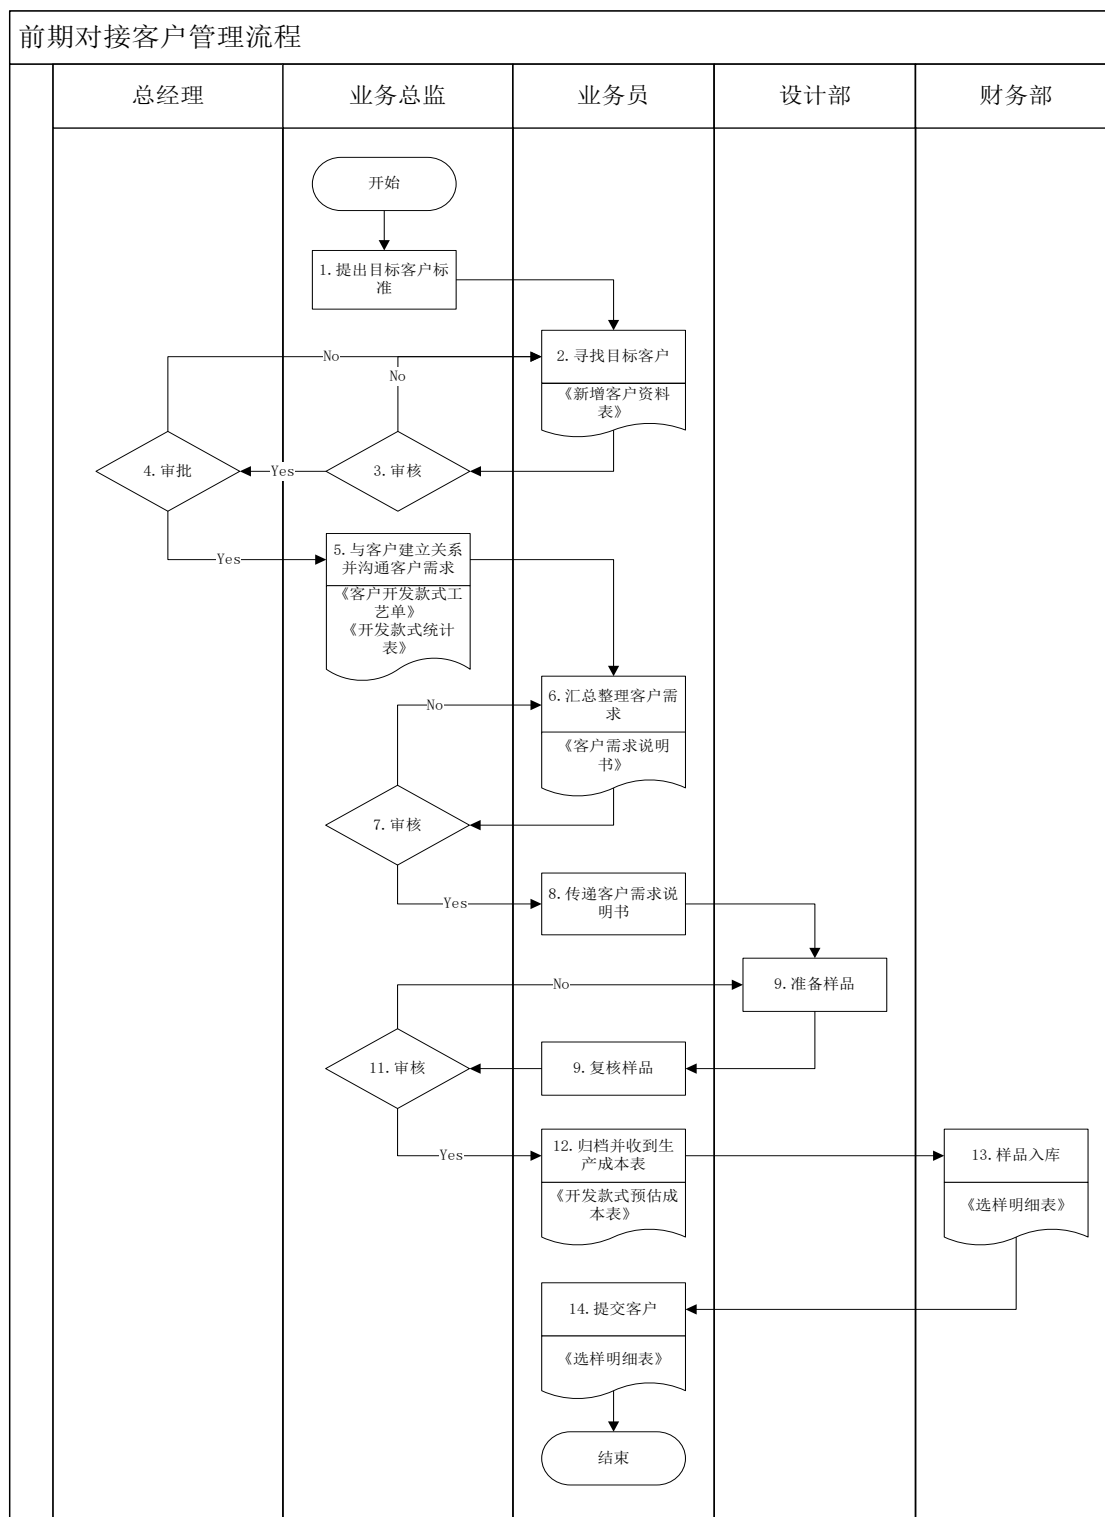 前期对接客户管理流程
总经理
业务总监
业务员
设计部
财务部
开始
1.提出目标客户标
准
2.寻找目标客户
《新增客户资料
表》
No
No
4.审批
Yes
3.审核
Yes
5.与客户建立关系
并沟通客户需求
《客户开发款式工
艺单》
《开发款式统计
表》
6.汇总整理客户需
求
《客户需求说明
书》
No
7.审核
Yes
8.传递客户需求说
明书
No
9.准备样品
11.审核
9.复核样品
Yes
12.归档并收到生
产成本表
《开发款式预估成
本表》
13.样品入库
《选样明细表》
14.提交客户
《选样明细表》
结束